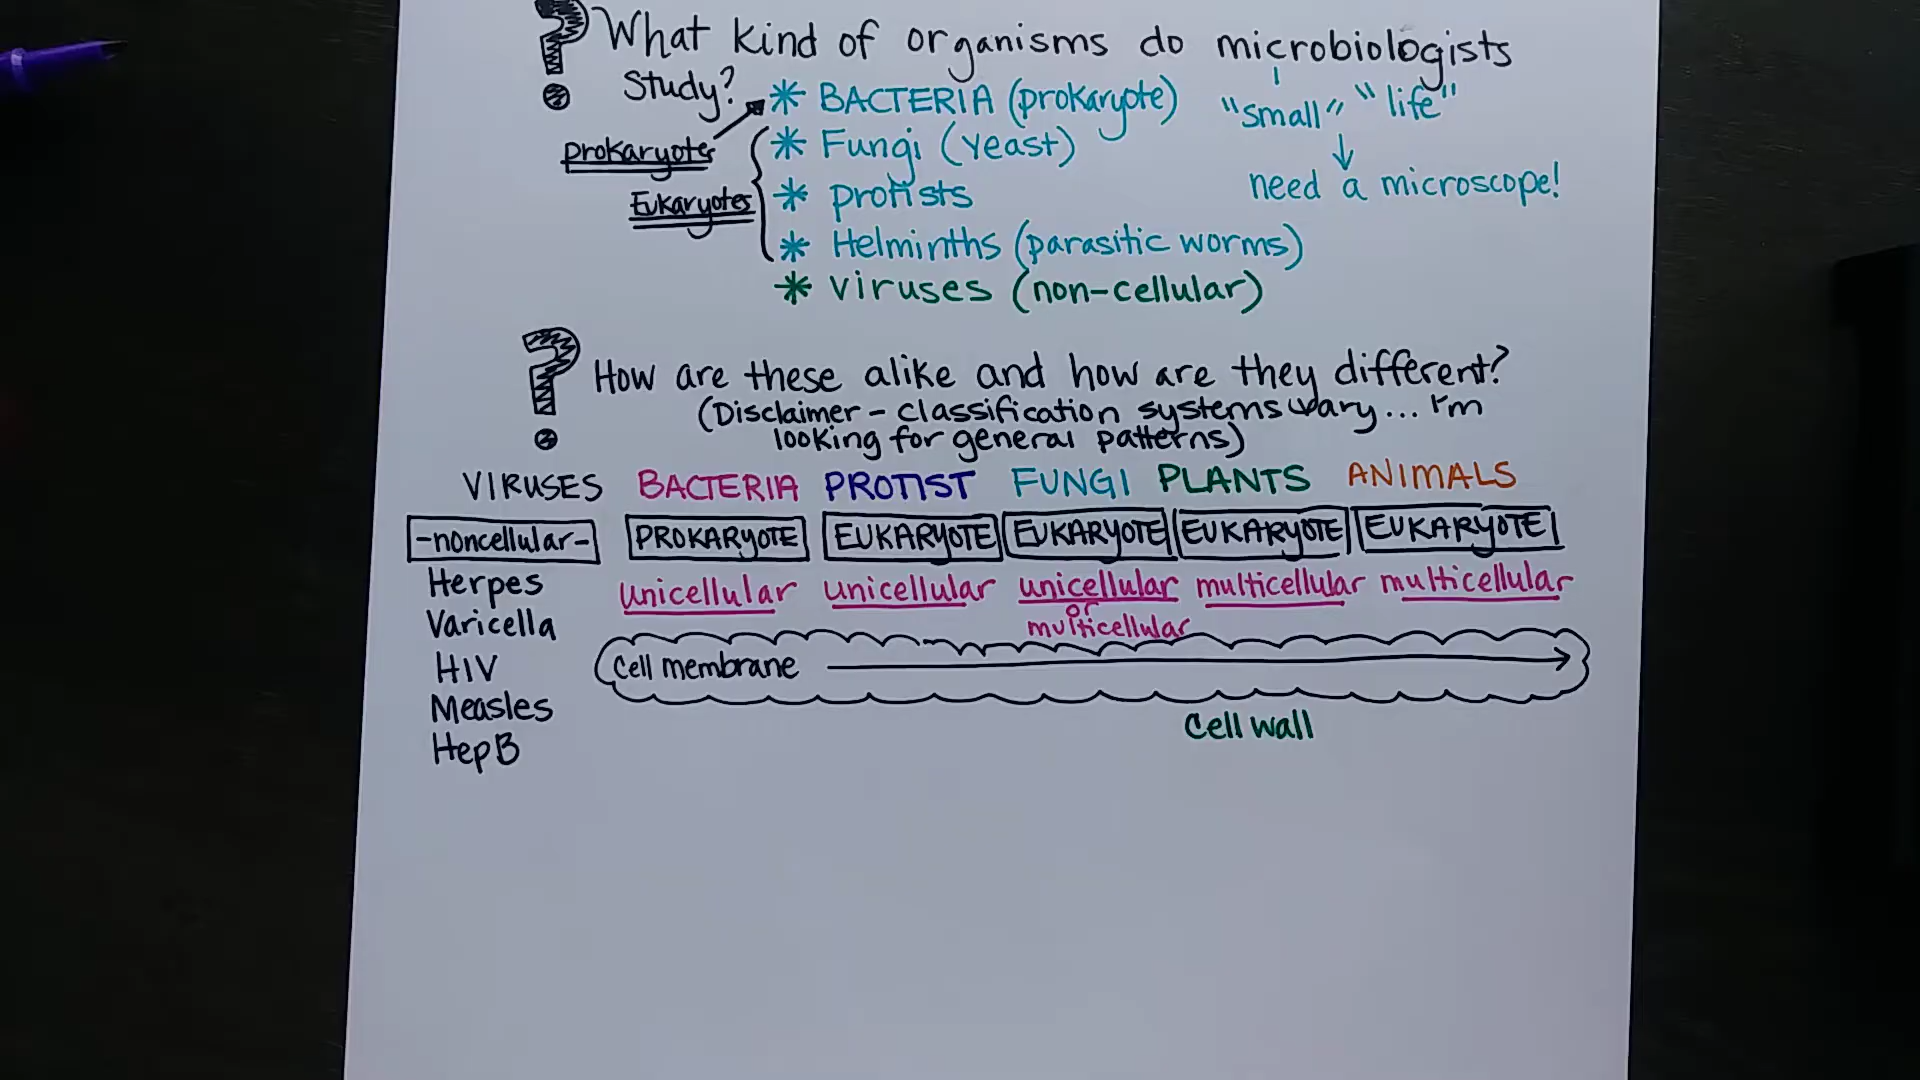 ? What kind of organisms do microbiologists
Study? * BACTERIA (prokaryote) "small" "life"
prokaryotes * Fungi (yeast)
need a microscope!
Eukaryotes * protists
* Helminths (parasitic worms)
* viruses (non-cellular)
? How are these alike and how are they different?
(Disclaimer - classification systems vary... I'm
looking for general patterns)
VIRUSES BACTERIA PROTIST FUNGI PLANTS ANIMALS
-noncellular- PROKARYOTE EUKARYOTE EUKARYOTE EUKARYOTE EUKARYOTE
Herpes unicellular unicellular unicellular multicellular multicellular
or
Varicella multicellular
HIV Cell membrane
Measles
Cell wall
HepB